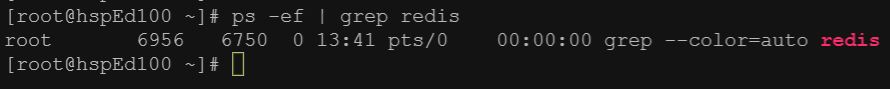 [root@hspEd100 ~]# ps -ef | grep redis
root       6956   6750  0 13:41 pts/0    00:00:00 grep --color=auto redis
[root@hspEd100 ~]#